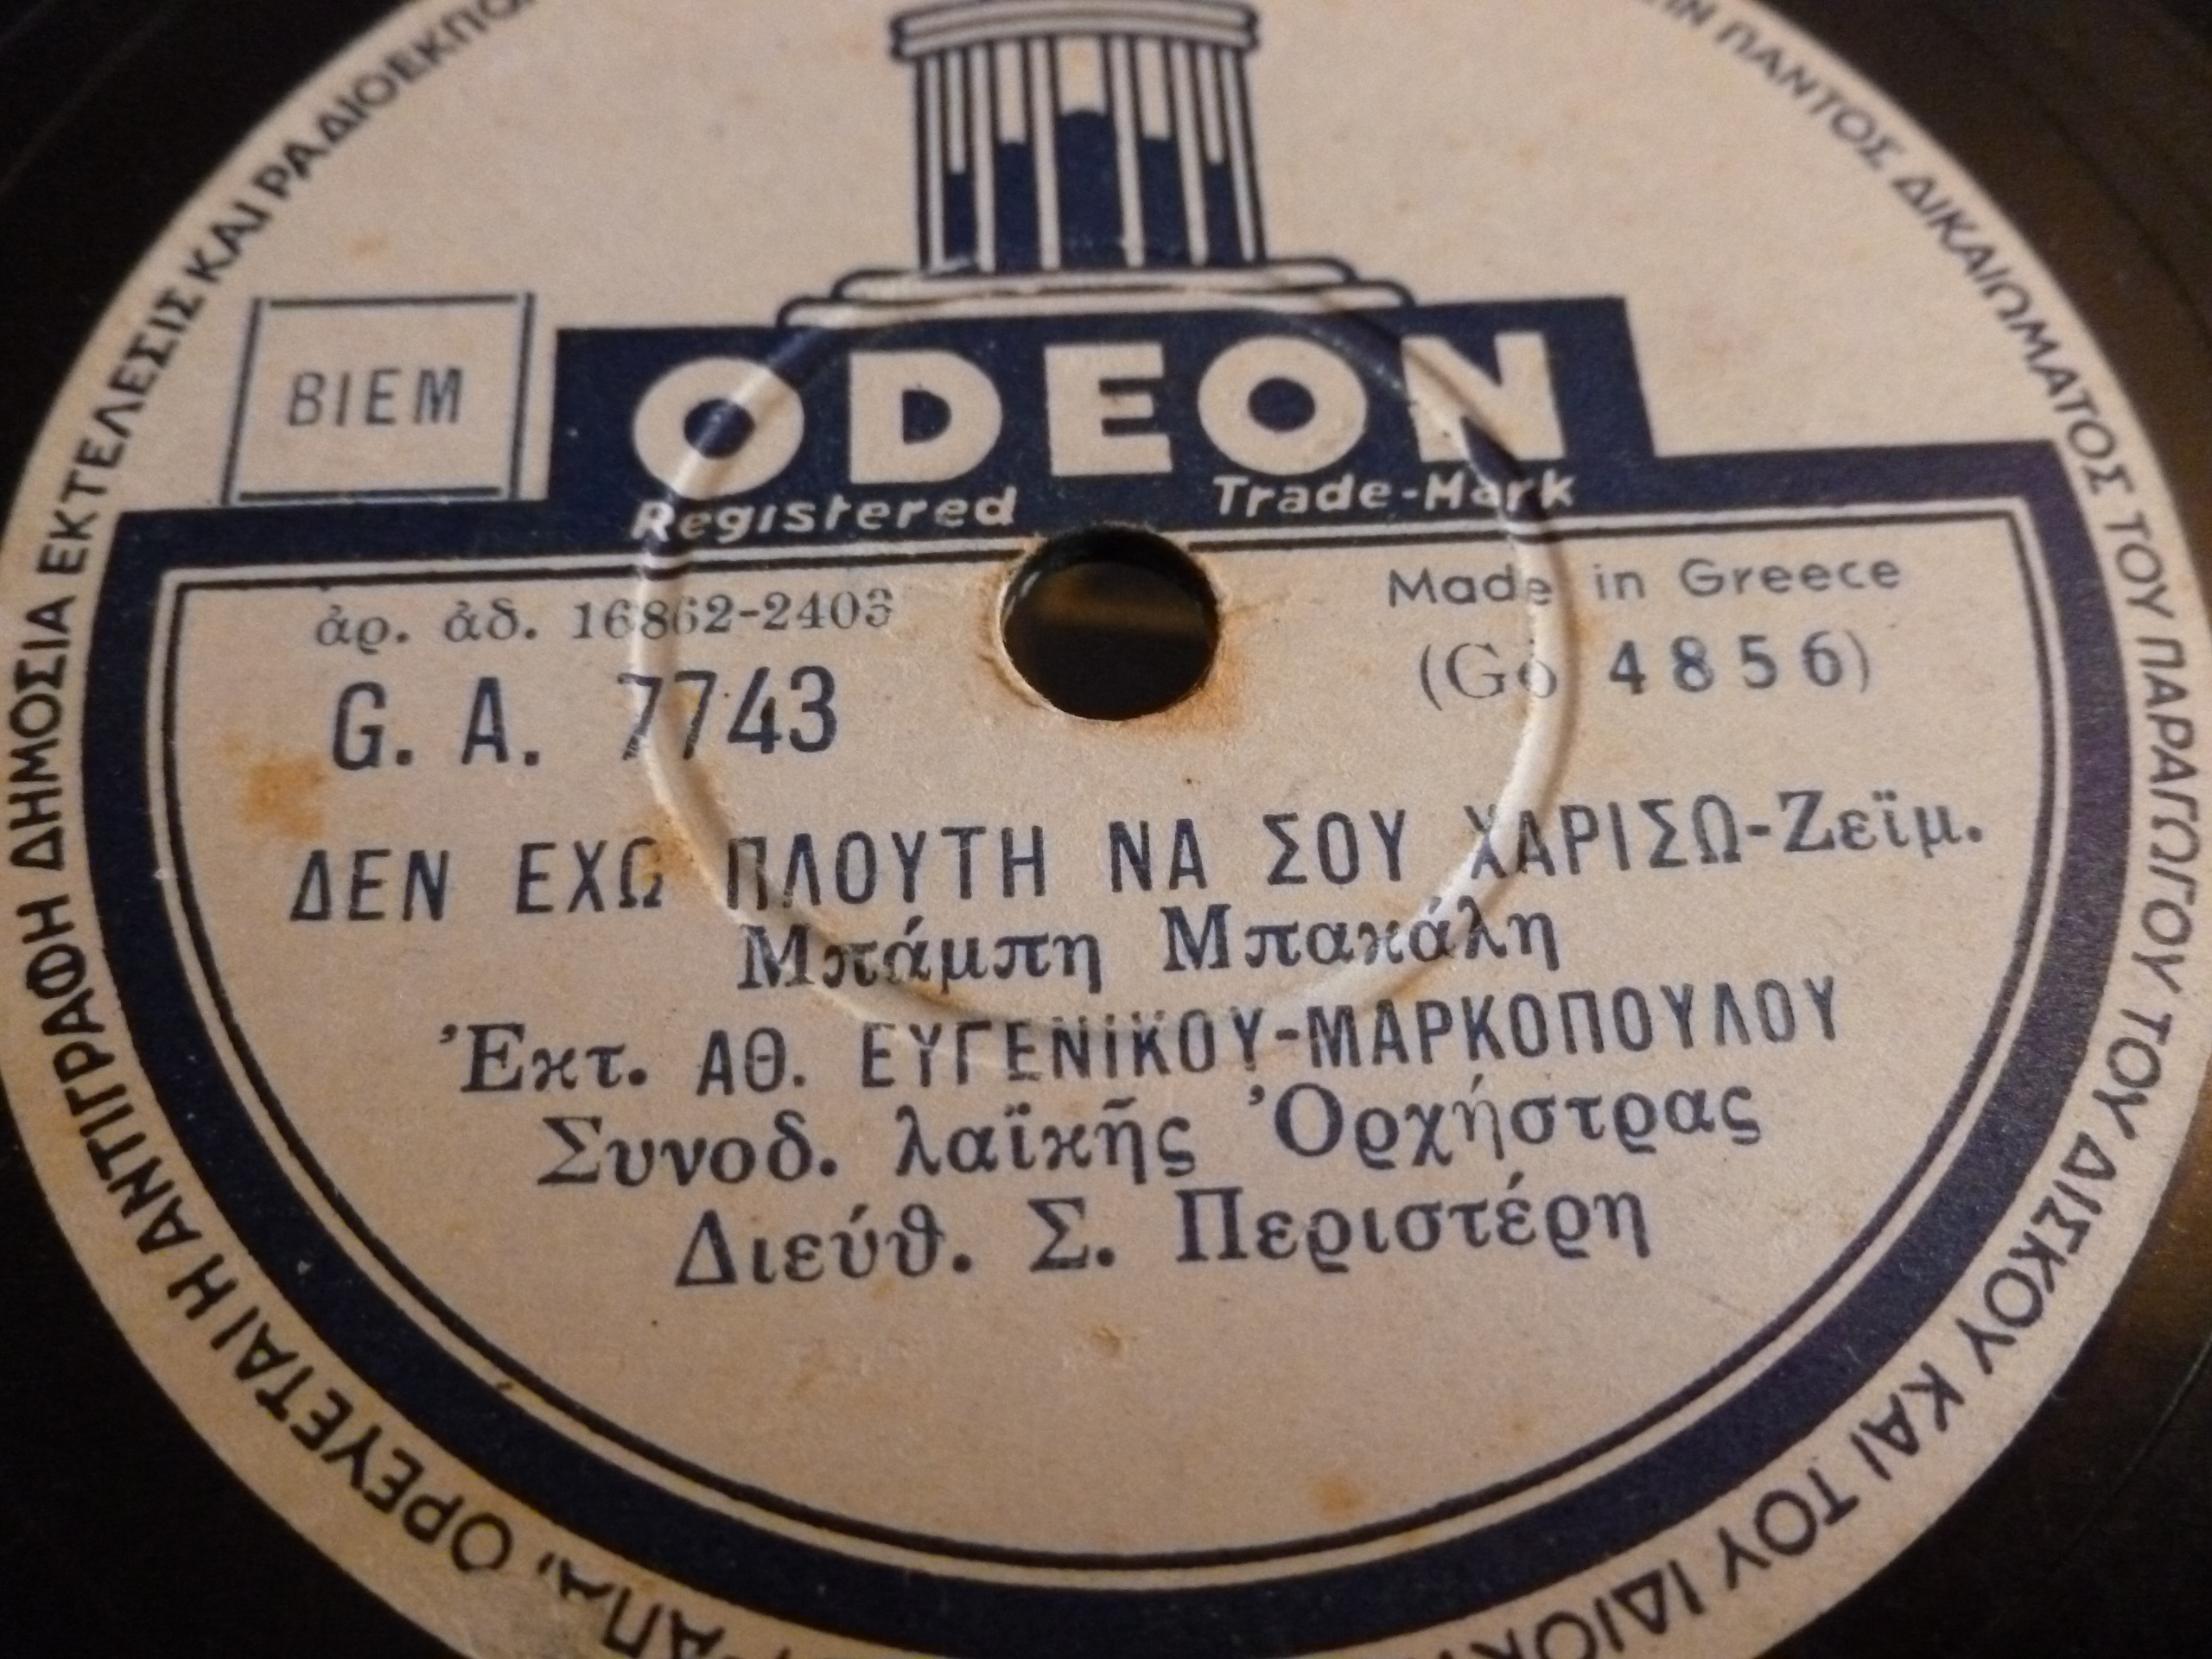 ΟΡΕΥΕΤΑΙ Η ΑΝΤΙΓΡΑΦΗ ΔΗΜΟΣΙΑ ΕΚΤΕΛΕΣΙΣ ΚΑΙ ΡΑΔΙΟΕΚΠΟ
ΠΑΝΤΟΣ ΔΙΚΑΙΩΜΑΤΟΣ ΤΟΥ ΠΑΡΑΓΩΓΟΥ ΤΟΥ ΔΙΣΚΟΥ ΚΑΙ ΤΟΥ ΙΔΙΟΚ
BIEM
ODEON
Registered Trade-Mark
ἀρ. ἀδ. 16862-2403
Made in Greece
G. A. 7743
(Go 4856)
ΔΕΝ ΕΧΩ ΠΛΟΥΤΗ ΝΑ ΣΟΥ ΧΑΡΙΣΩ-Ζεϊμ.
Μπάμπη Μπακάλη
Ἐκτ. ΑΘ. ΕΥΓΕΝΙΚΟΥ-ΜΑΡΚΟΠΟΥΛΟΥ
Συνοδ. λαϊκῆς Ὀρχήστρας
Διεύθ. Σ. Περιστέρη